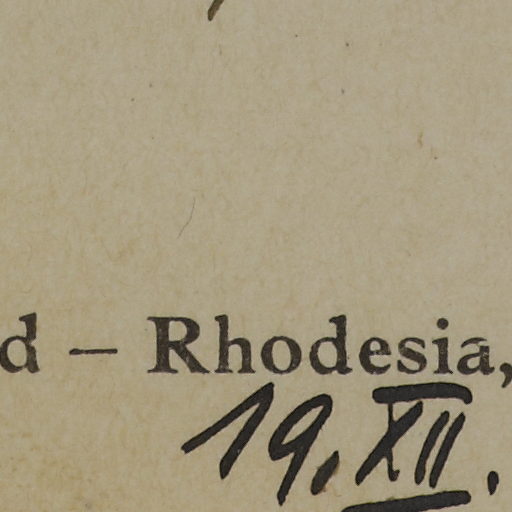 d – Rhodesia,
19. XII.